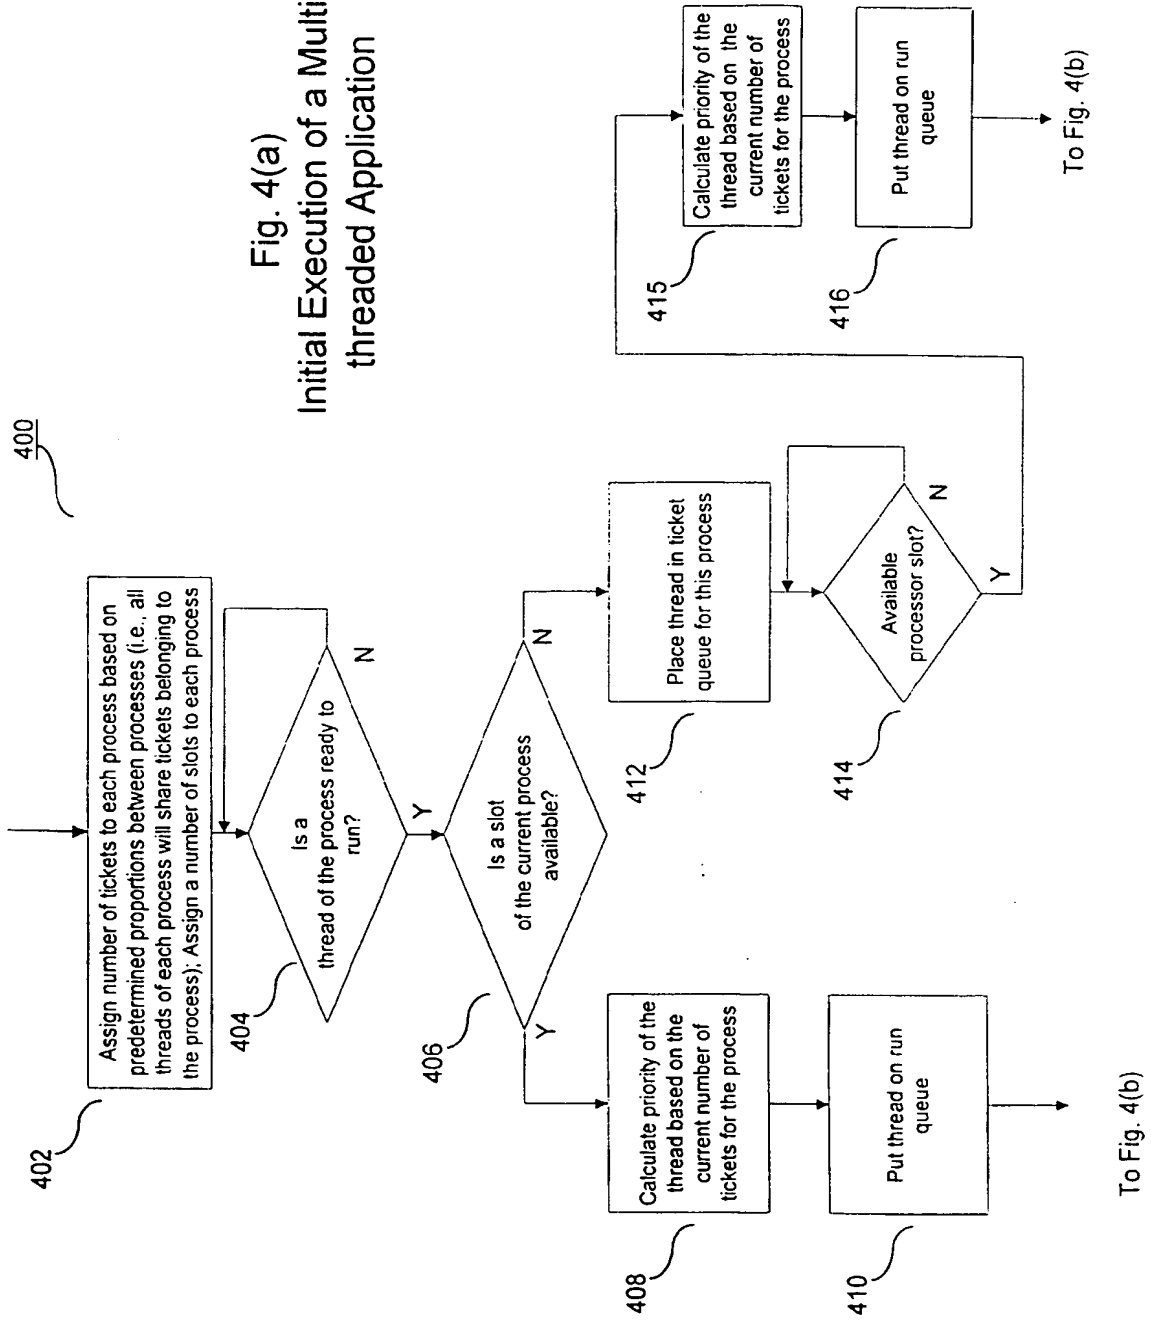 400
Fig. 4(a)
Initial Execution of a Multi
threaded Application
402
Assign number of tickets to each process based on
predetermined proportions between processes (i.e., all
threads of each process will share tickets belonging to
the process); Assign a number of slots to each process
404
Is a
thread of the process ready to
run?
N
Y
406
Is a slot
of the current process
available?
Y
N
408
Calculate priority of the
thread based on the
current number of
tickets for the process
410
Put thread on run
queue
To Fig. 4(b)
412
Place thread in ticket
queue for this process
414
Available
processor slot?
N
Y
415
Calculate priority of the
thread based on the
current number of
tickets for the process
416
Put thread on run
queue
To Fig. 4(b)